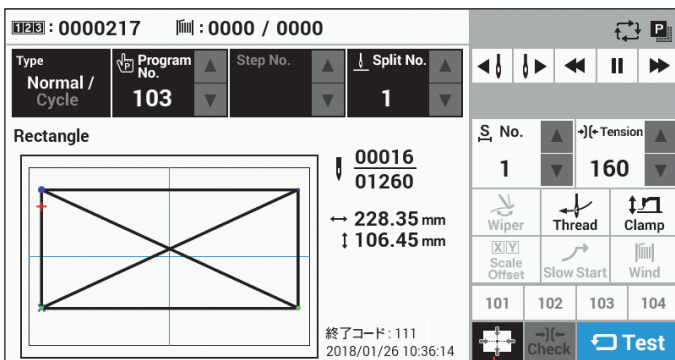 123 : 0000217 : 0000 / 0000
P
Type
Normal /
Cycle
P
Program
No.
103
Step No.
Split No.
1
Rectangle
00016
01260
228.35 mm
106.45 mm
終了コード: 111
2018/01/26 10:36:14
S No.
1
Tension
160
Wiper
Thread
Clamp
X Y
Scale
Offset
Slow Start
Wind
101 102 103 104
Check
Test